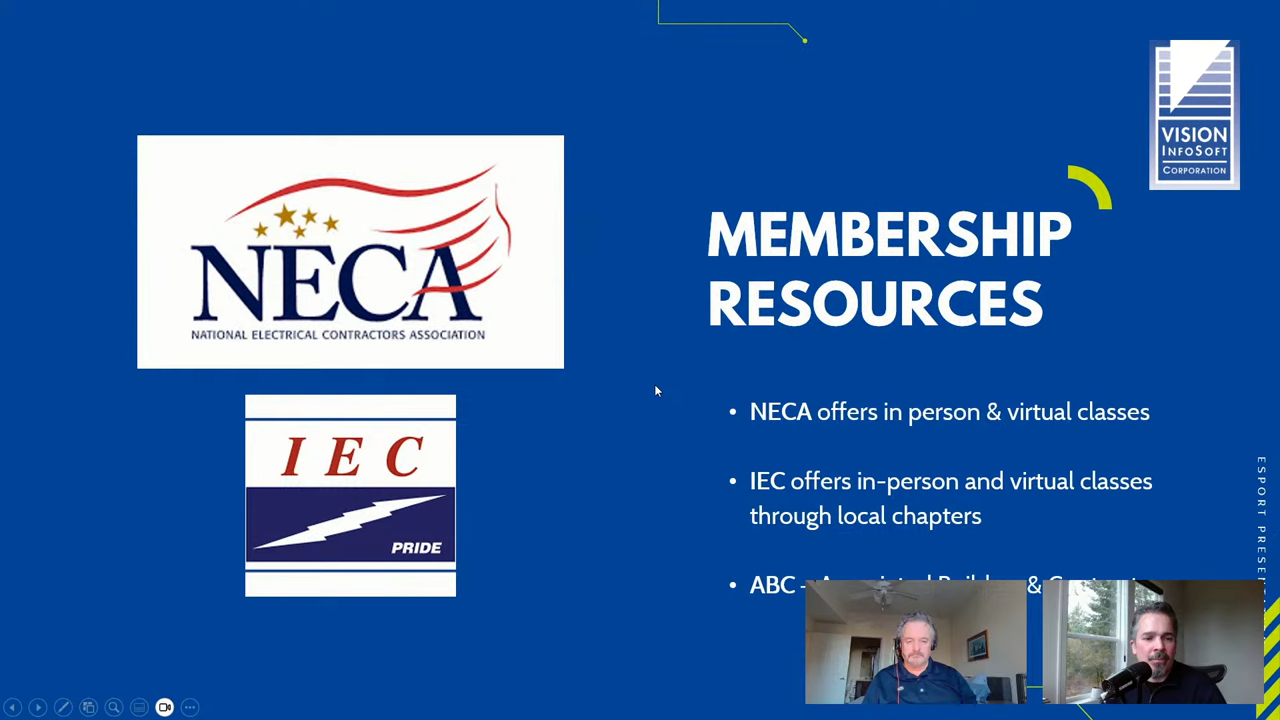 VISION
INFOSOFT
CORPORATION
NECA
NATIONAL ELECTRICAL CONTRACTORS ASSOCIATION
MEMBERSHIP
RESOURCES
• NECA offers in person & virtual classes
I E C
PRIDE
• IEC offers in-person and virtual classes
through local chapters
• ABC - &
ESPORT